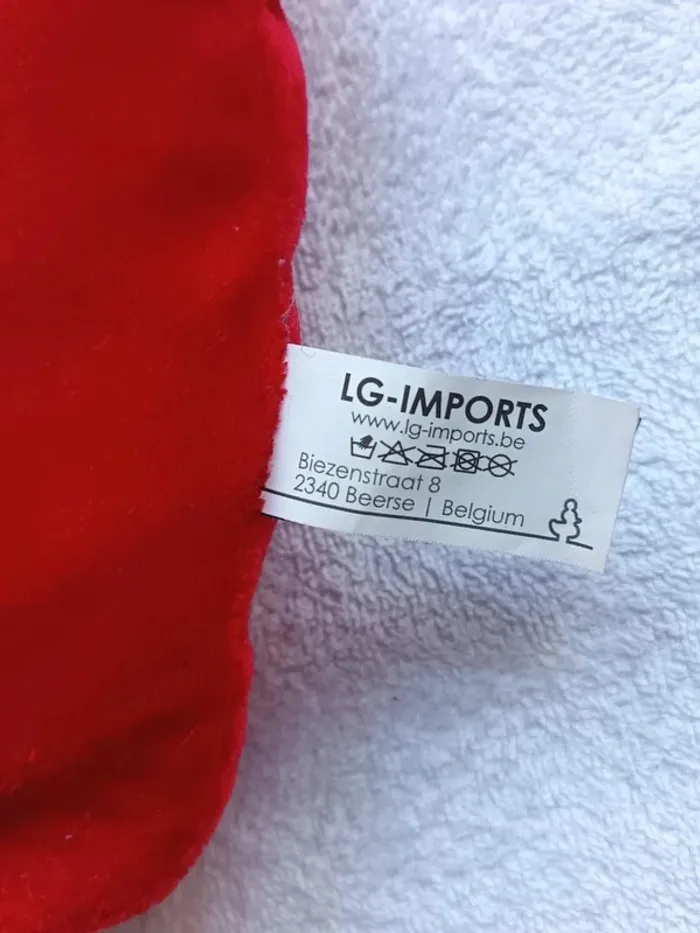 LG-IMPORTS
www.lg-imports.be
Biezenstraat 8
2340 Beerse | Belgium